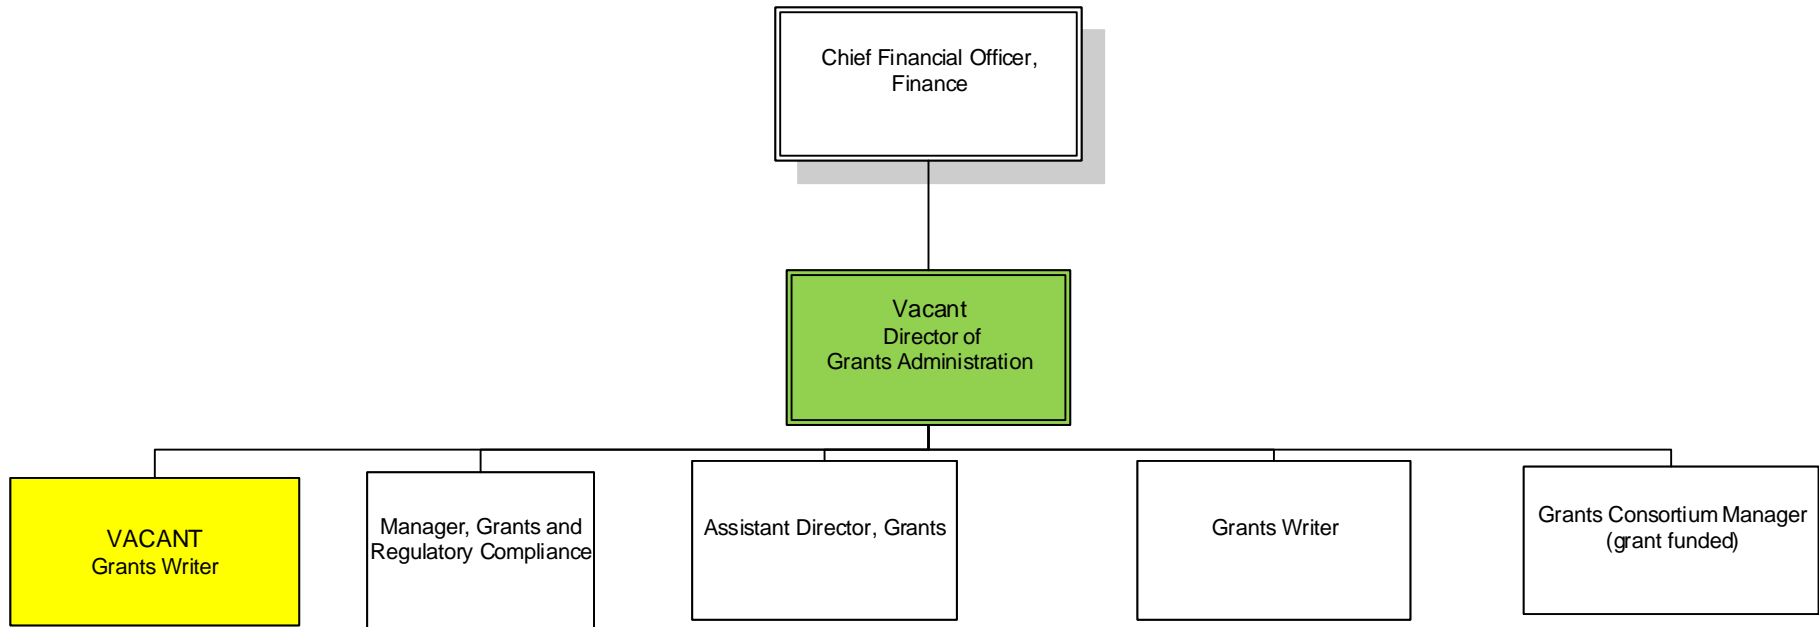 Chief Financial Officer,
Finance
Vacant
Director of
Grants Administration
VACANT
Grants Writer
Manager, Grants and
Regulatory Compliance
Assistant Director, Grants
Grants Writer
Grants Consortium Manager
(grant funded)